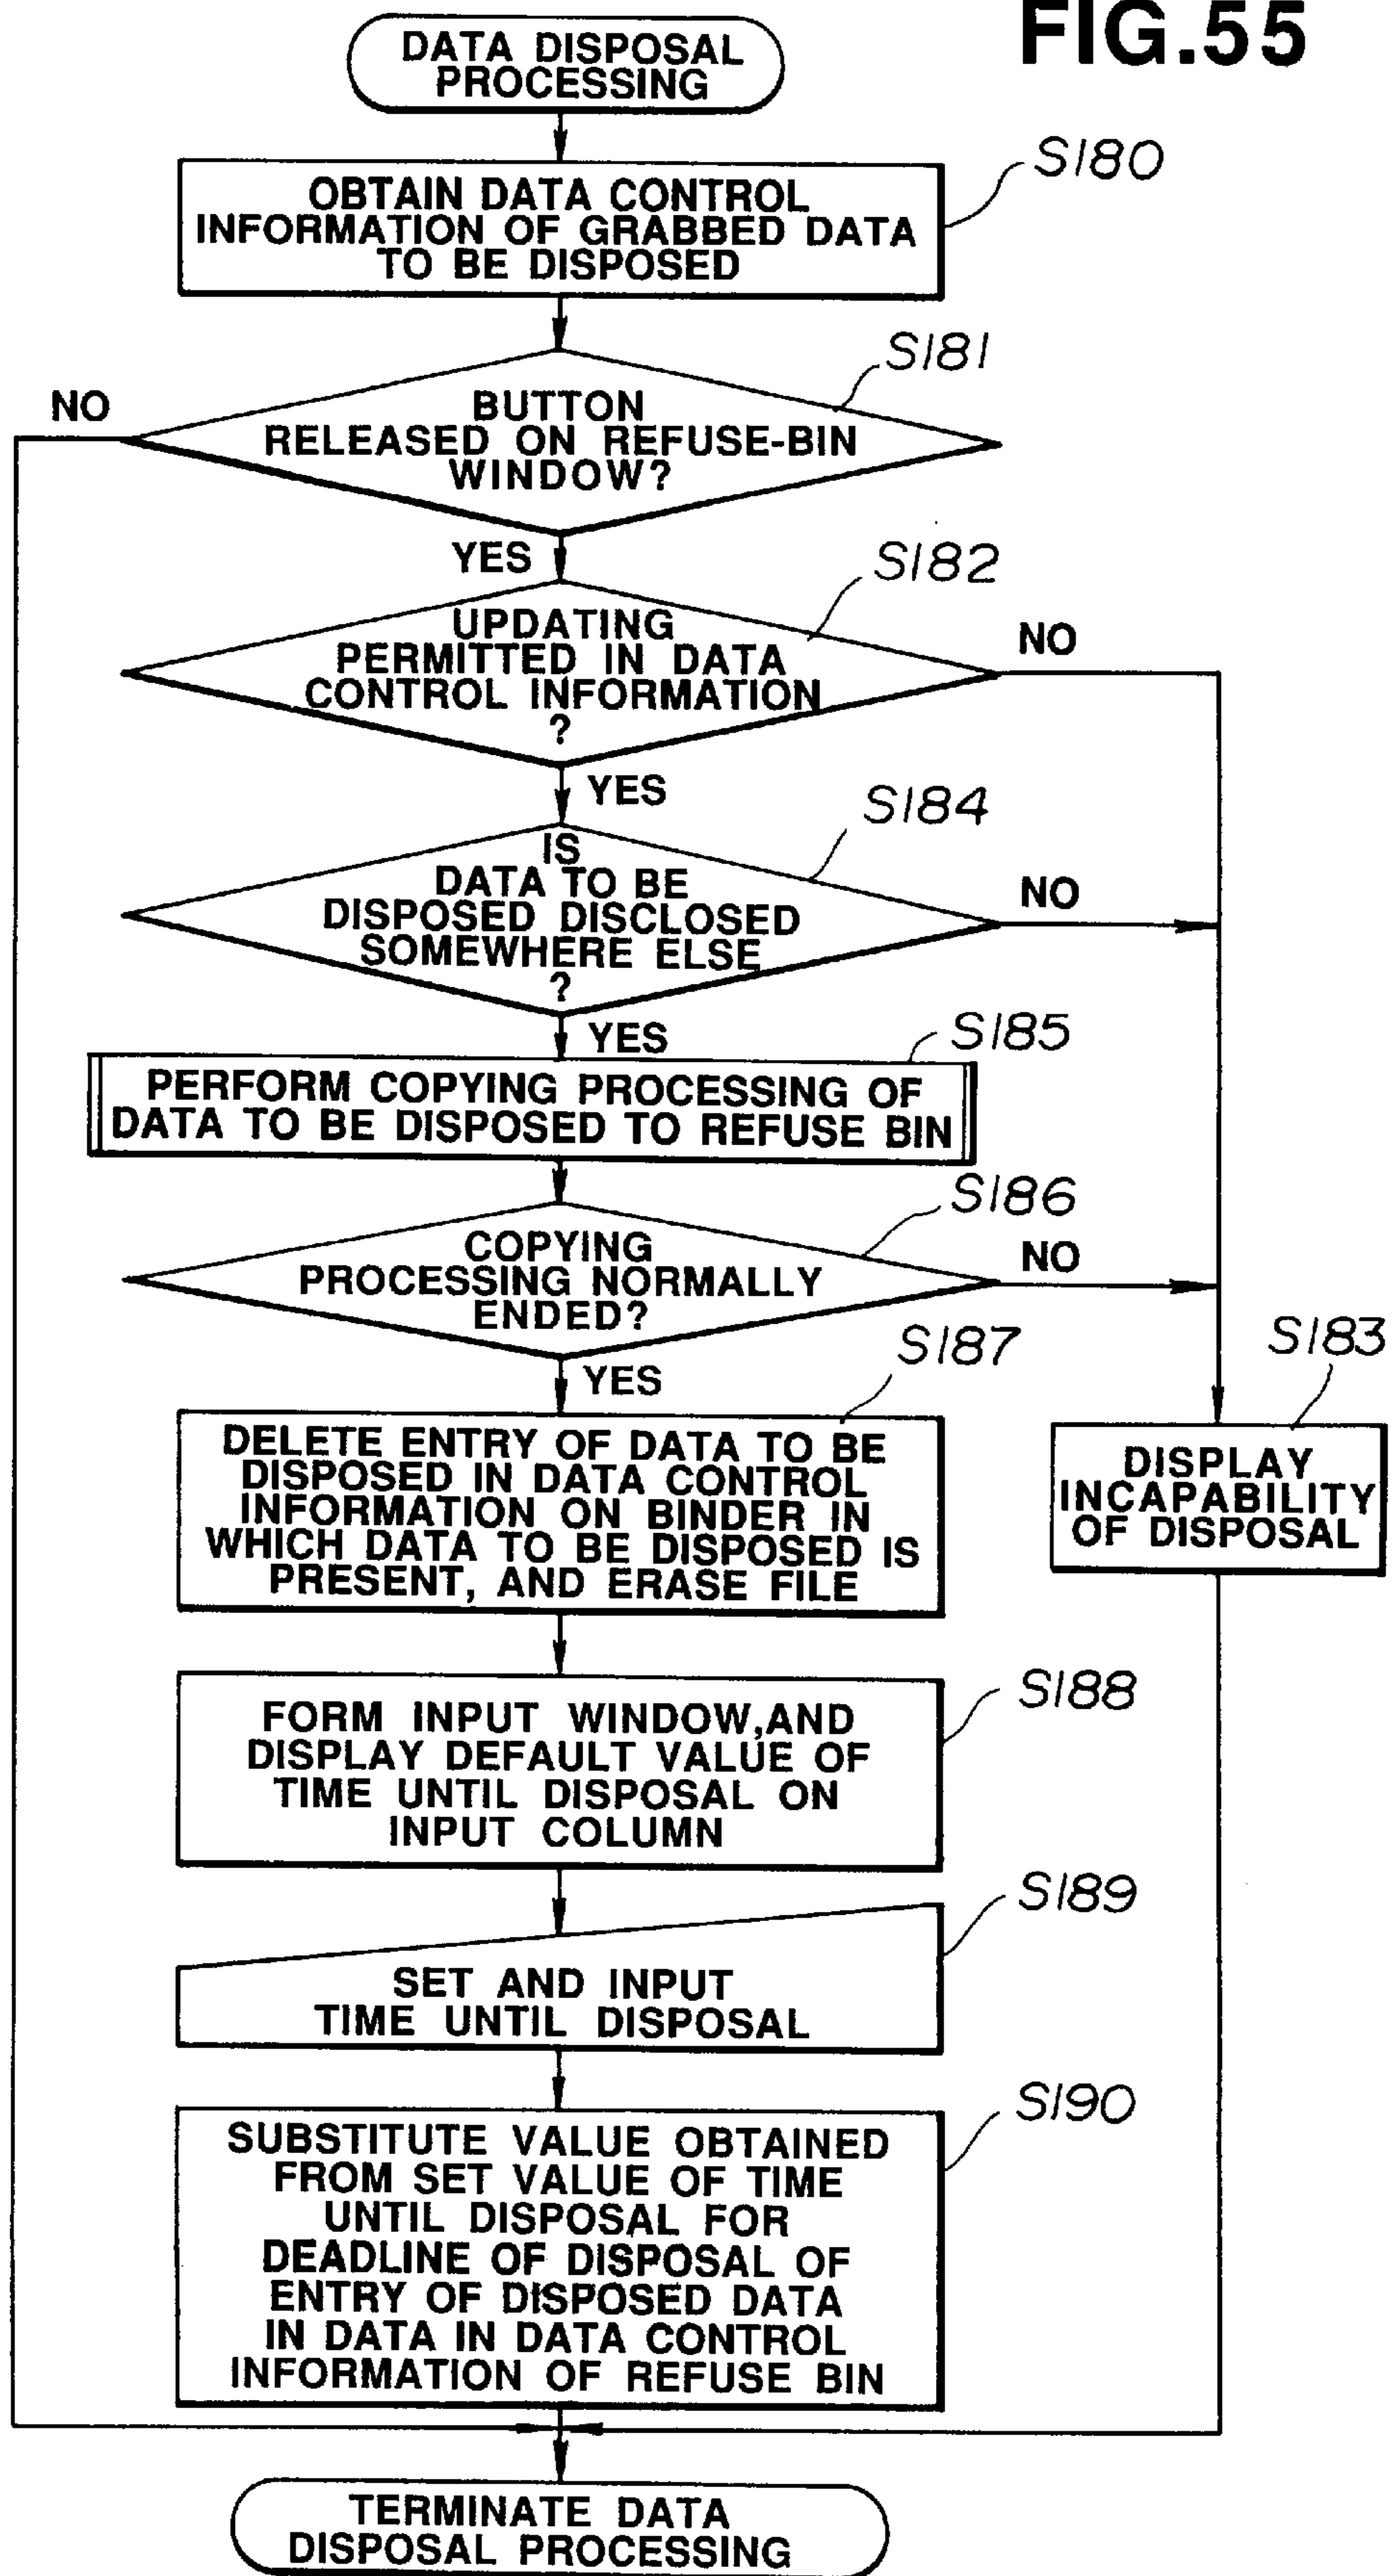 FIG.55
DATA DISPOSAL
PROCESSING
S180
OBTAIN DATA CONTROL
INFORMATION OF GRABBED DATA
TO BE DISPOSED
S181
NO
BUTTON
RELEASED ON REFUSE-BIN
WINDOW?
YES
S182
UPDATING
PERMITTED IN DATA
CONTROL INFORMATION
?
NO
YES
S184
IS
DATA TO BE
DISPOSED DISCLOSED
SOMEWHERE ELSE
?
NO
YES
S185
PERFORM COPYING PROCESSING OF
DATA TO BE DISPOSED TO REFUSE BIN
S186
COPYING
PROCESSING NORMALLY
ENDED?
NO
YES
S187
DELETE ENTRY OF DATA TO BE
DISPOSED IN DATA CONTROL
INFORMATION ON BINDER IN
WHICH DATA TO BE DISPOSED IS
PRESENT, AND ERASE FILE
S183
DISPLAY
INCAPABILITY
OF DISPOSAL
S188
FORM INPUT WINDOW,AND
DISPLAY DEFAULT VALUE OF
TIME UNTIL DISPOSAL ON
INPUT COLUMN
S189
SET AND INPUT
TIME UNTIL DISPOSAL
S190
SUBSTITUTE VALUE OBTAINED
FROM SET VALUE OF TIME
UNTIL DISPOSAL FOR
DEADLINE OF DISPOSAL OF
ENTRY OF DISPOSED DATA
IN DATA IN DATA CONTROL
INFORMATION OF REFUSE BIN
TERMINATE DATA
DISPOSAL PROCESSING